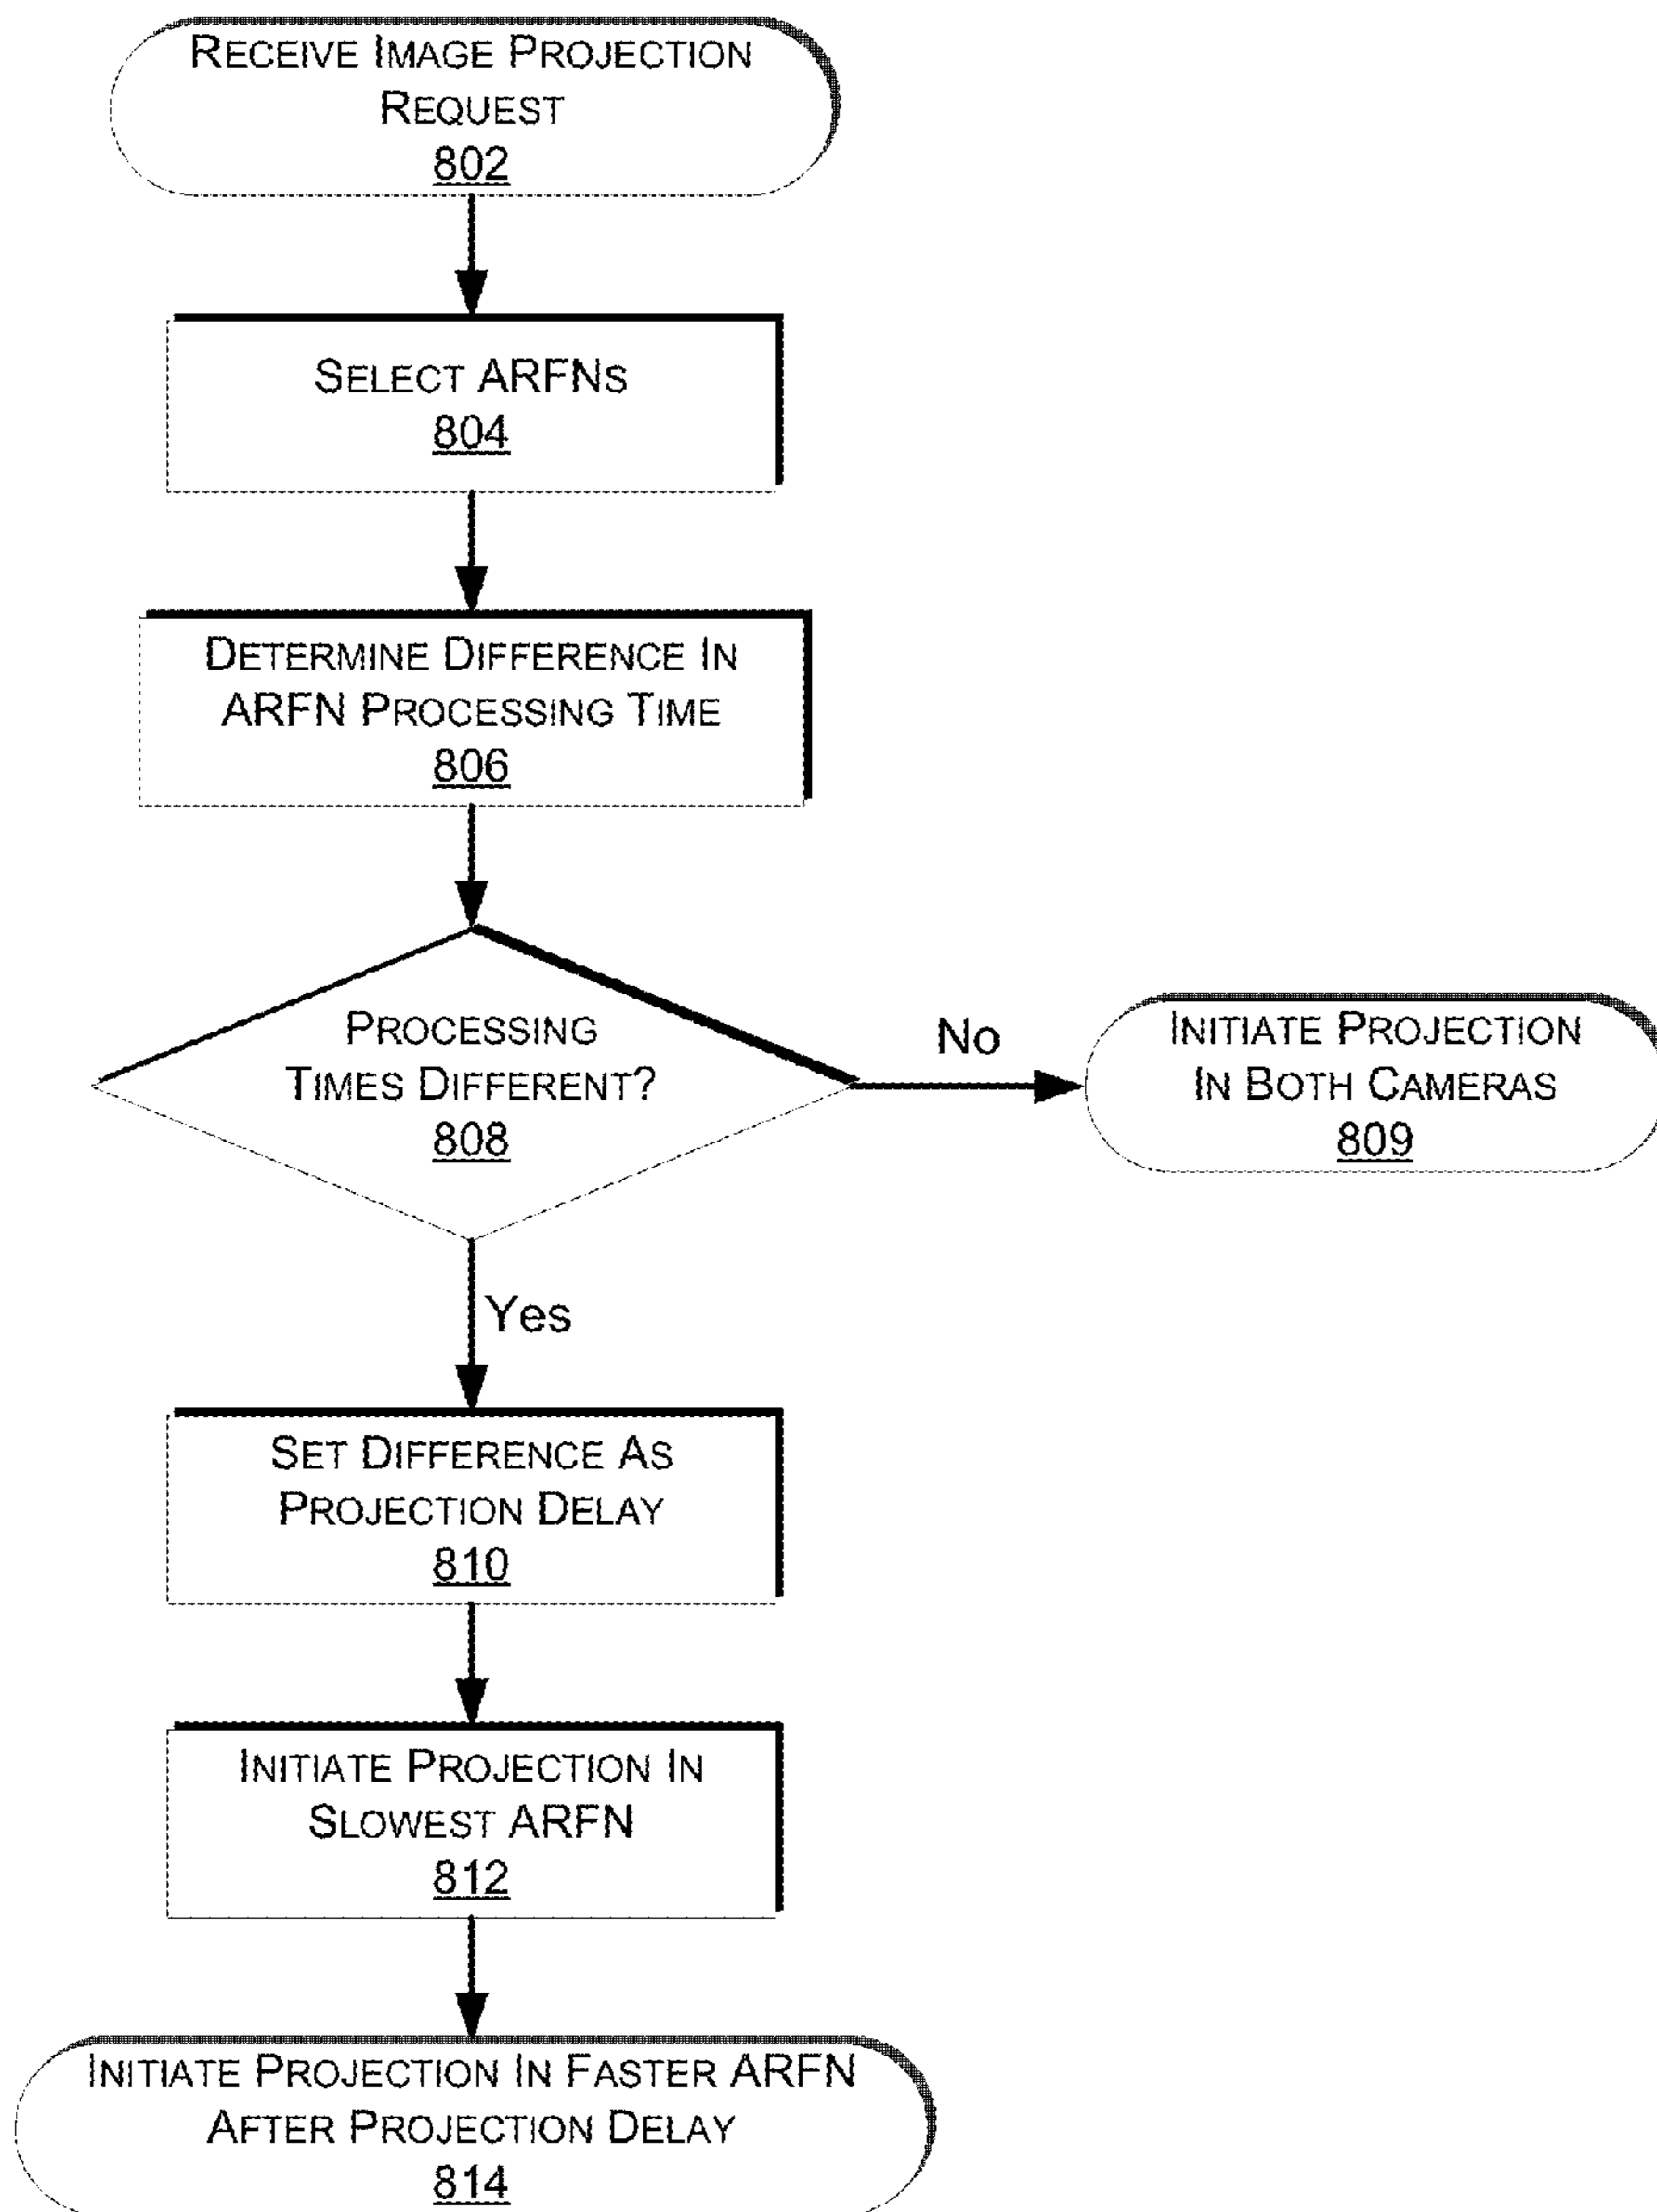 RECEIVE IMAGE PROJECTION
REQUEST
802
SELECT ARFNS
804
DETERMINE DIFFERENCE IN
ARFN PROCESSING TIME
806
PROCESSING
TIMES DIFFERENT?
808
No
INITIATE PROJECTION
IN BOTH CAMERAS
809
Yes
SET DIFFERENCE AS
PROJECTION DELAY
810
INITIATE PROJECTION IN
SLOWEST ARFN
812
INITIATE PROJECTION IN FASTER ARFN
AFTER PROJECTION DELAY
814